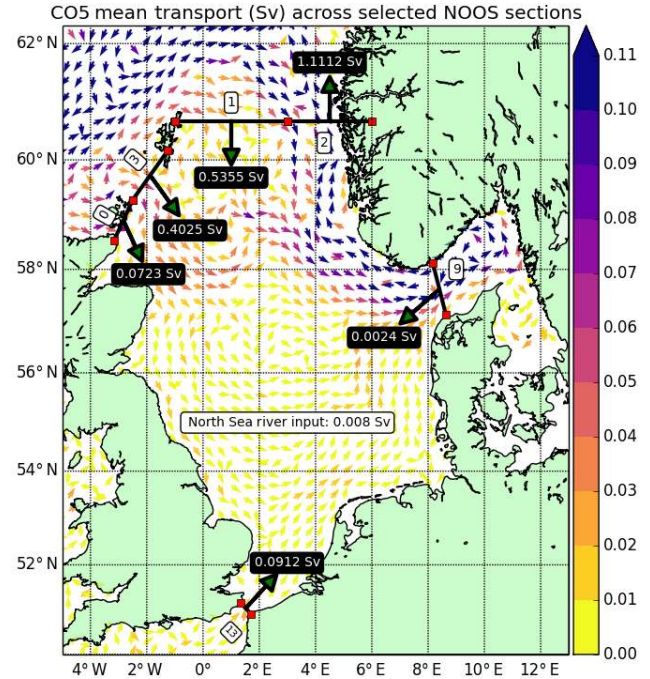 CO5 mean transport (Sv) across selected NOOS sections
62° N
1.1112 Sv
0.11
1
0.10
2
3
60° N
0.5355 Sv
0.09
0
0.4025 Sv
0.08
58° N
0.0723 Sv
9
0.07
0.0024 Sv
0.06
56° N
0.05
North Sea river input: 0.008 Sv
0.04
54° N
0.03
52° N
0.0912 Sv
0.02
13
0.01
0.00
4° W 2° W 0° 2° E 4° E 6° E 8° E 10° E 12° E